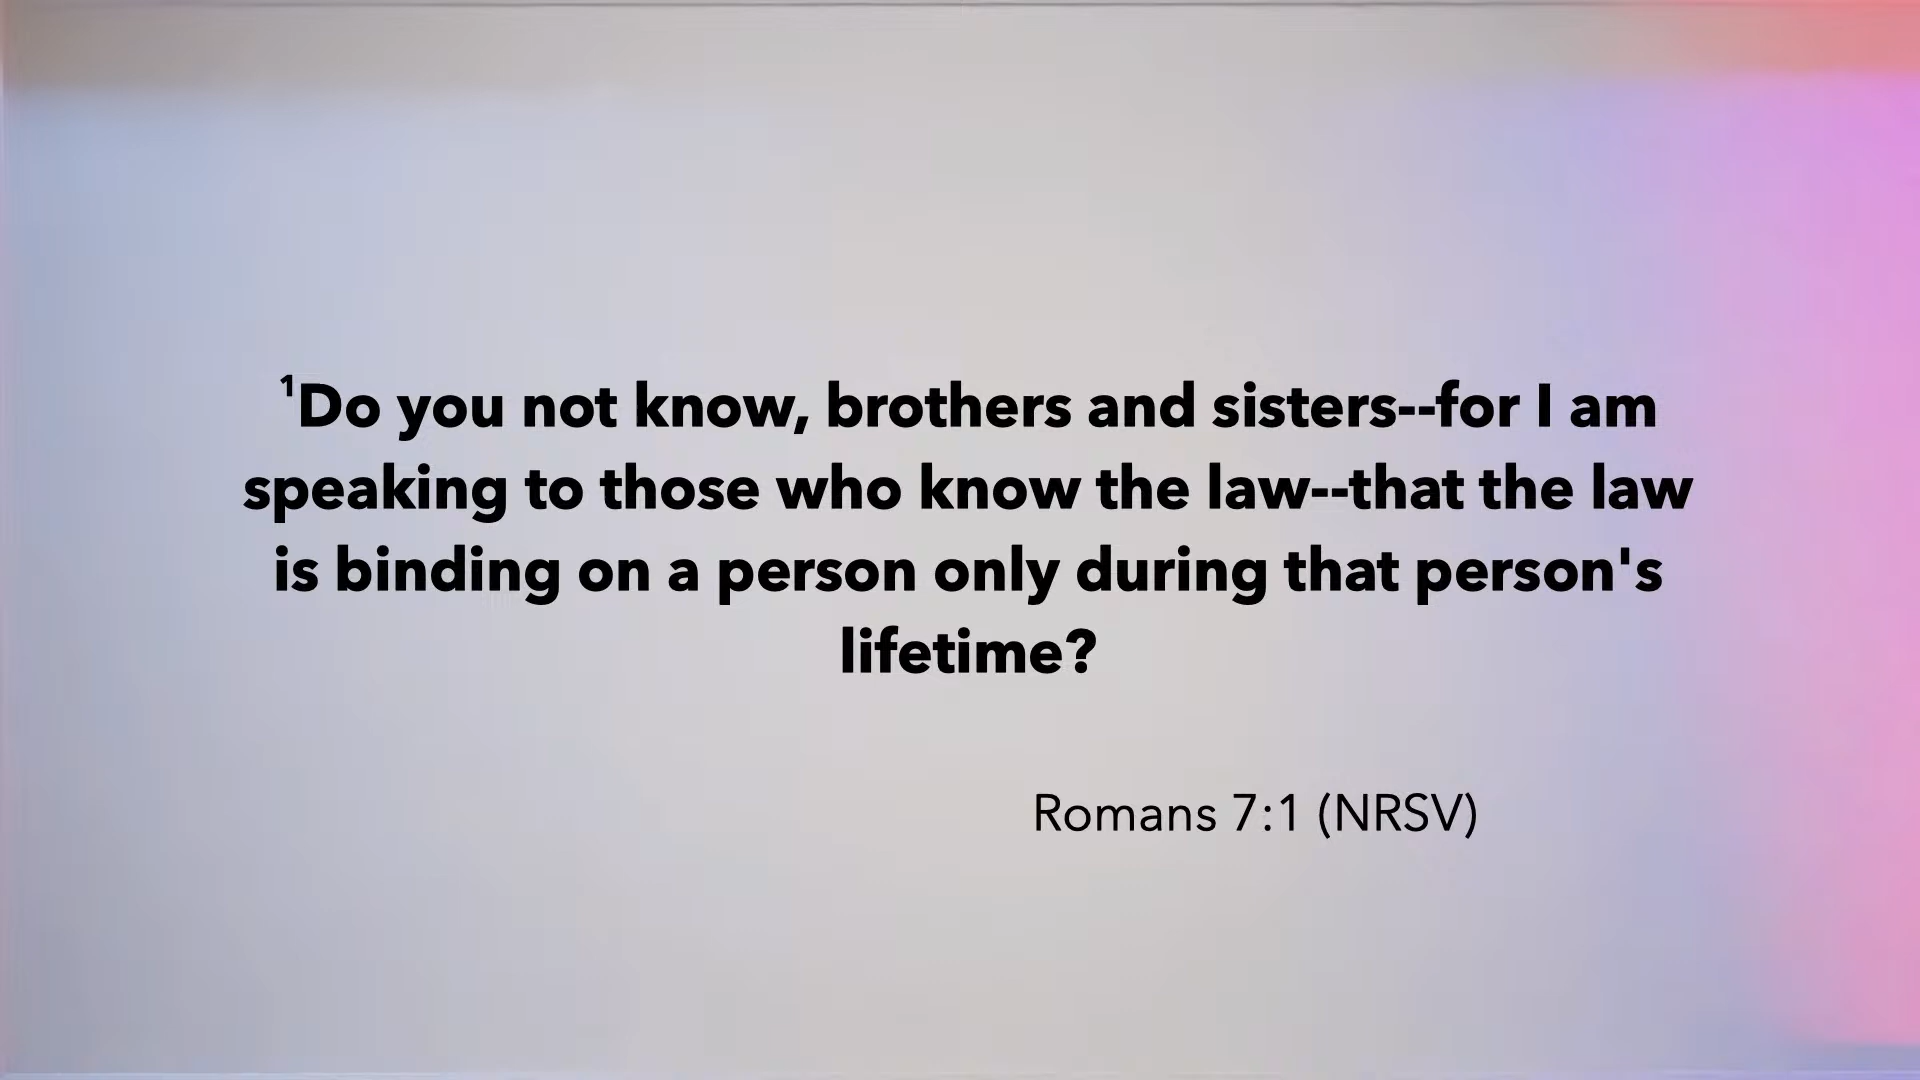 ¹Do you not know, brothers and sisters--for I am
speaking to those who know the law--that the law
is binding on a person only during that person's
lifetime?
Romans 7:1 (NRSV)